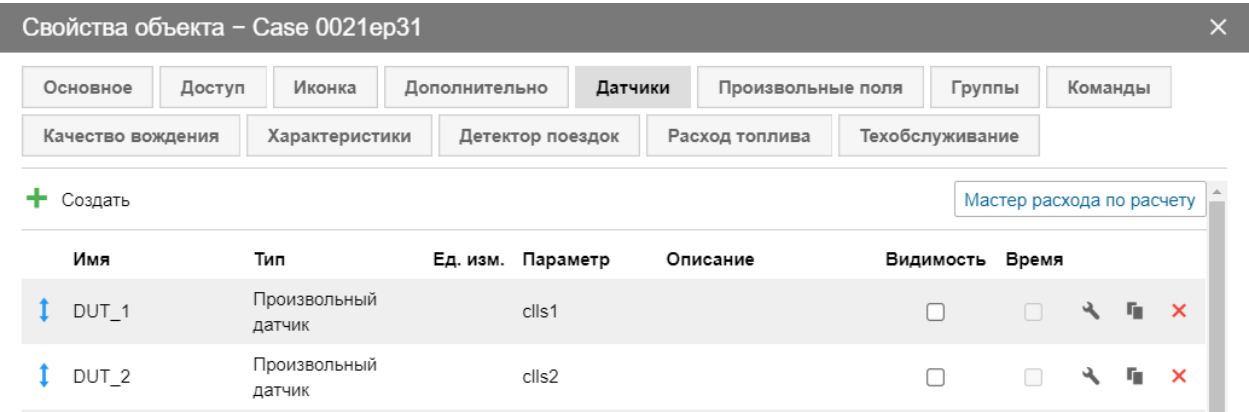 Свойства объекта – Case 0021ер31
Основное Доступ Иконка Дополнительно Датчики Произвольные поля Группы Команды
Качество вождения Характеристики Детектор поездок Расход топлива Техобслуживание
Создать Мастер расхода по расчету
Имя Тип Ед. изм. Параметр Описание Видимость Время
DUT_1 Произвольный датчик clls1
DUT_2 Произвольный датчик clls2